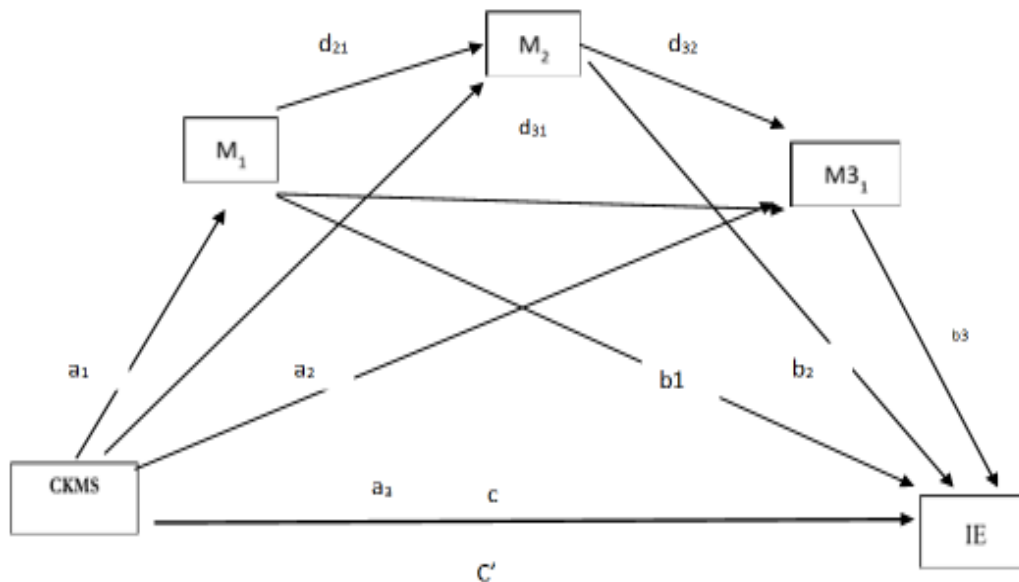 d₂₁
M₂
d₃₂
d₃₁
M₁
M3₁
b3
a₁
a₂
b1
b₂
CKMS
a₃
c
IE
C′